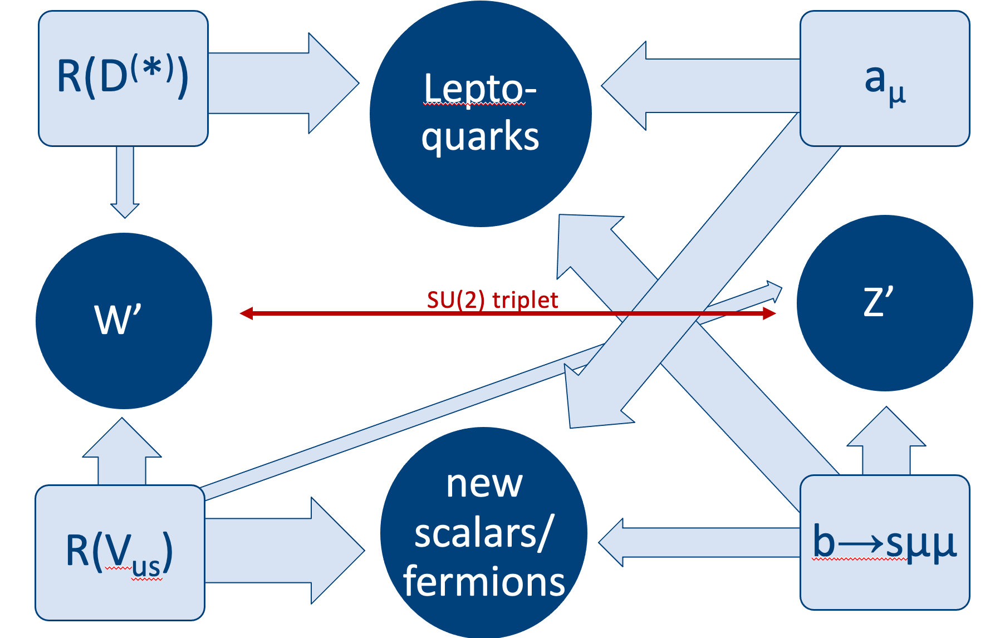 R(D(*))
Lepto-
quarks
aμ
W’
SU(2) triplet
Z’
R(Vus)
new
scalars/
fermions
b→sμμ